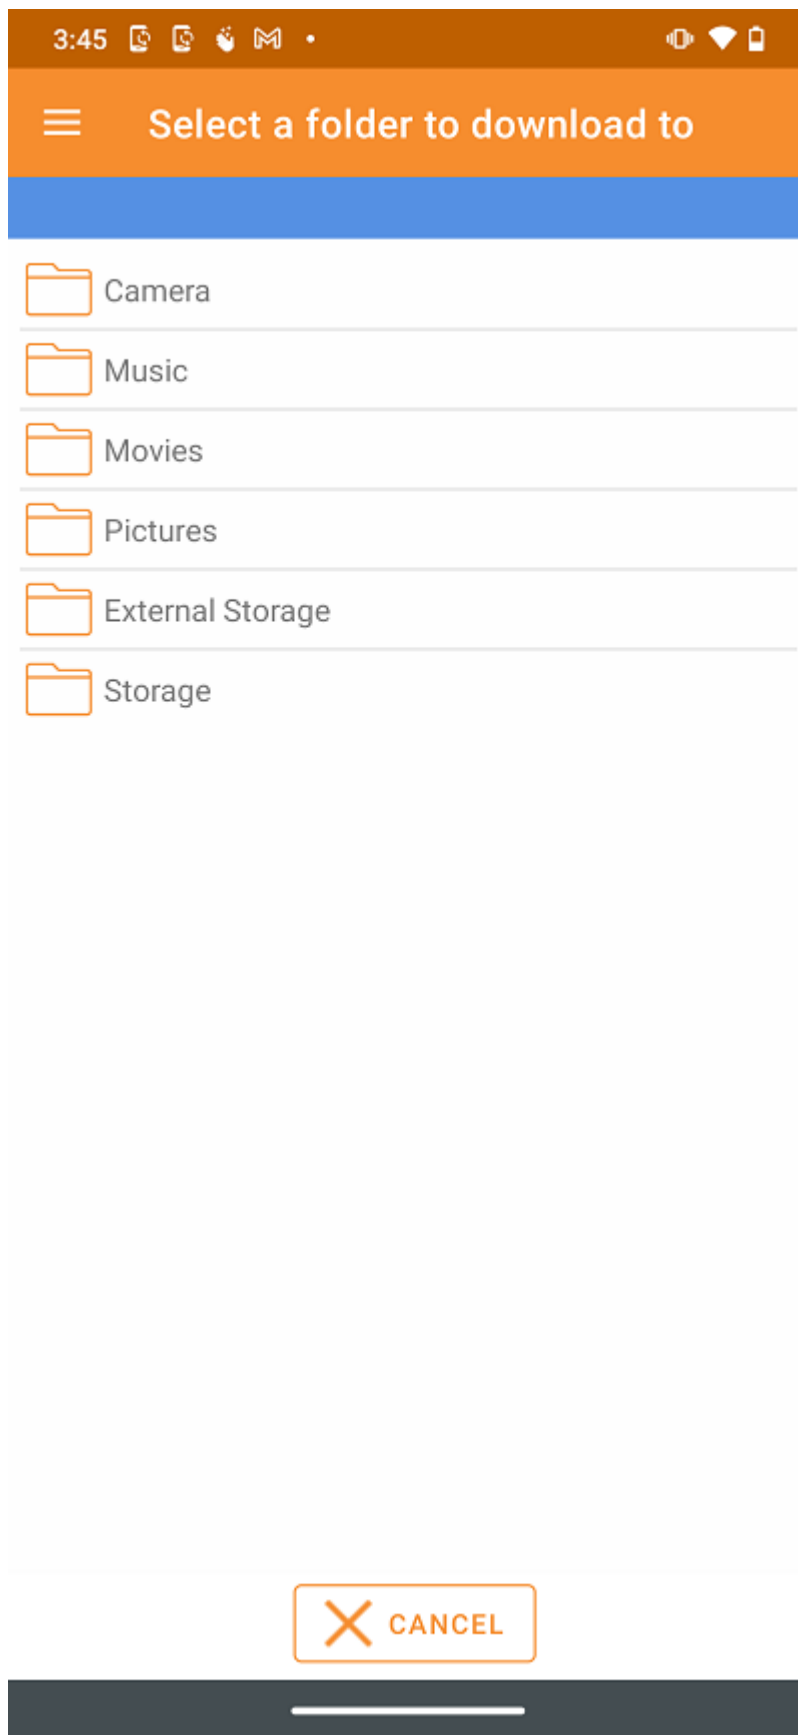 3:45
Select a folder to download to
Camera
Music
Movies
Pictures
External Storage
Storage
CANCEL